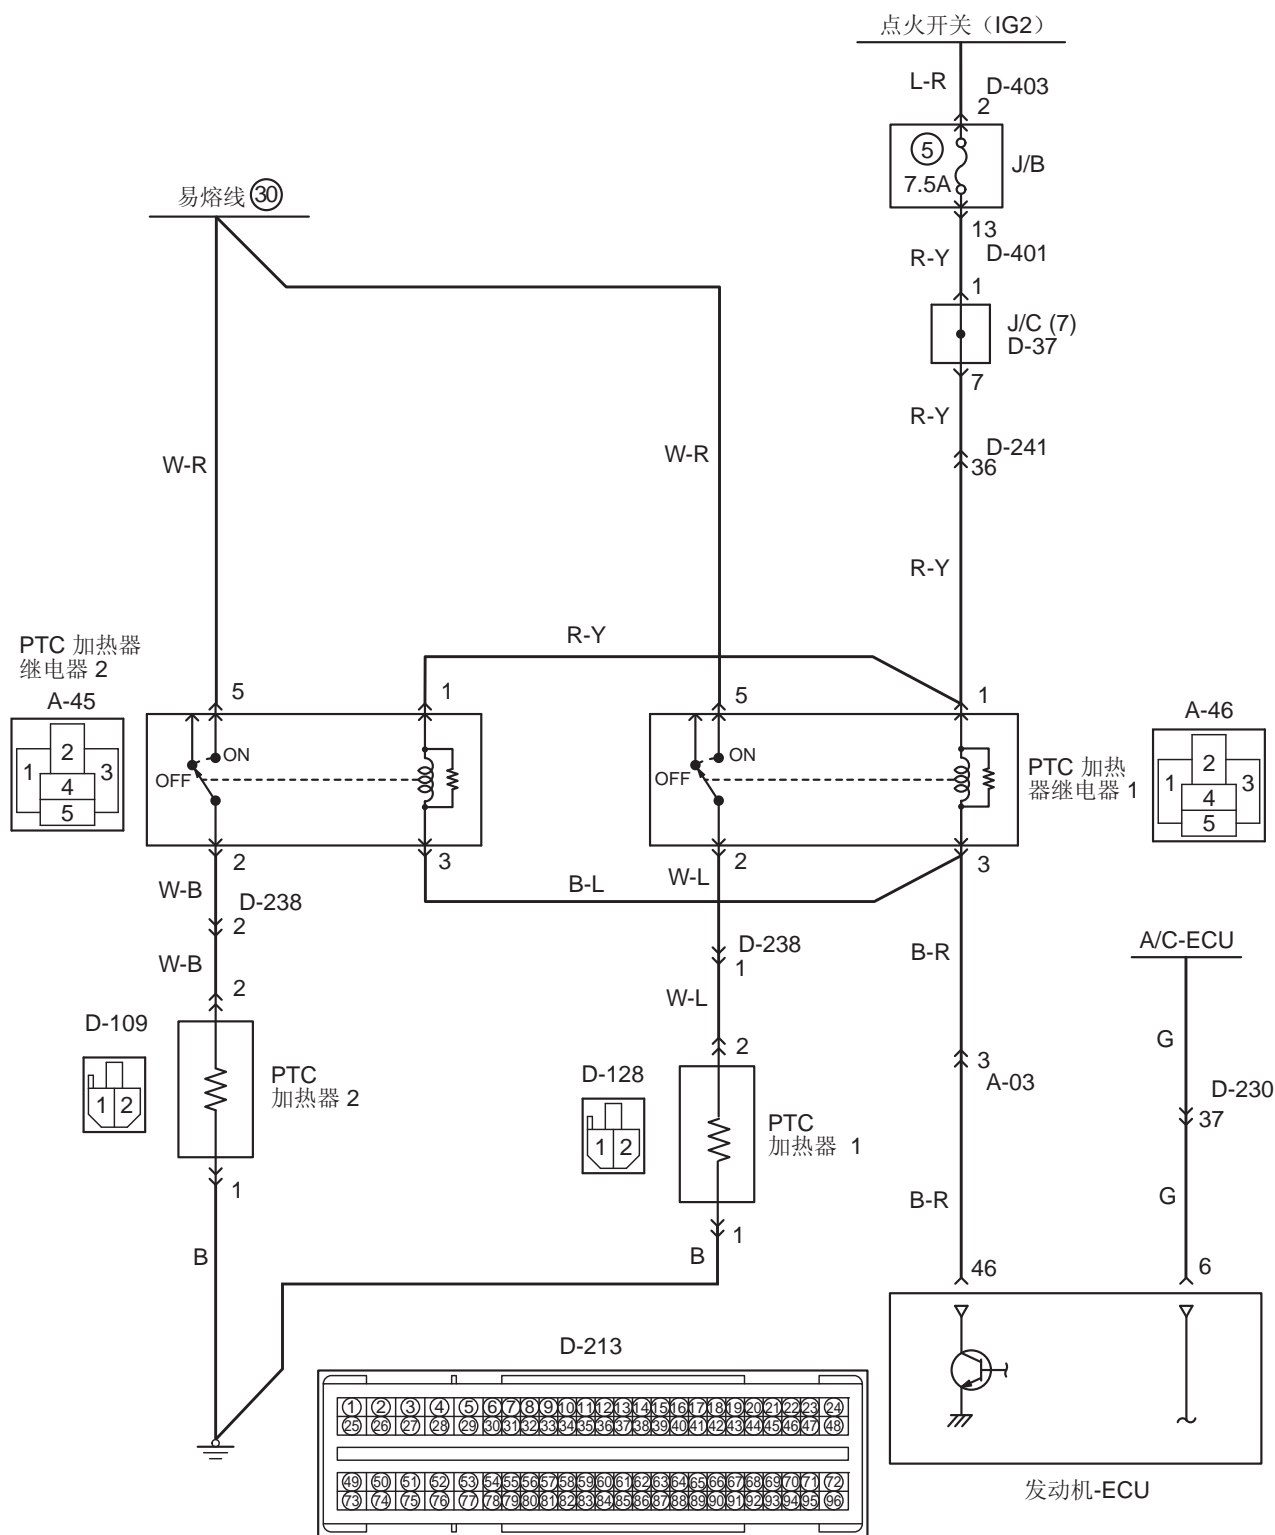 点火开关（IG2）
L-R
D-403
2
5
7.5A
J/B
易熔线 30
13
R-Y
D-401
1
J/C (7)
D-37
7
R-Y
D-241
36
W-R
W-R
R-Y
R-Y
PTC 加热器
继电器 2
A-45
2
1
3
4
5
5
1
5
1
A-46
2
1
3
4
5
ON
OFF
ON
OFF
PTC 加热
器继电器 1
2
3
2
3
W-B
D-238
2
W-B
2
B-L
W-L
D-238
1
W-L
2
B-R
A/C-ECU
G
D-109
1 2
PTC
加热器 2
D-128
1 2
PTC
加热器 1
3
A-03
D-230
37
1
B
1
B
B-R
G
46
6
D-213
1 2 3 4 5 6 7 8 9 10 11 12 13 14 15 16 17 18 19 20 21 22 23 24
25 26 27 28 29 30 31 32 33 34 35 36 37 38 39 40 41 42 43 44 45 46 47 48
49 50 51 52 53 54 55 56 57 58 59 60 61 62 63 64 65 66 67 68 69 70 71 72
73 74 75 76 77 78 79 80 81 82 83 84 85 86 87 88 89 90 91 92 93 94 95 96
发动机-ECU